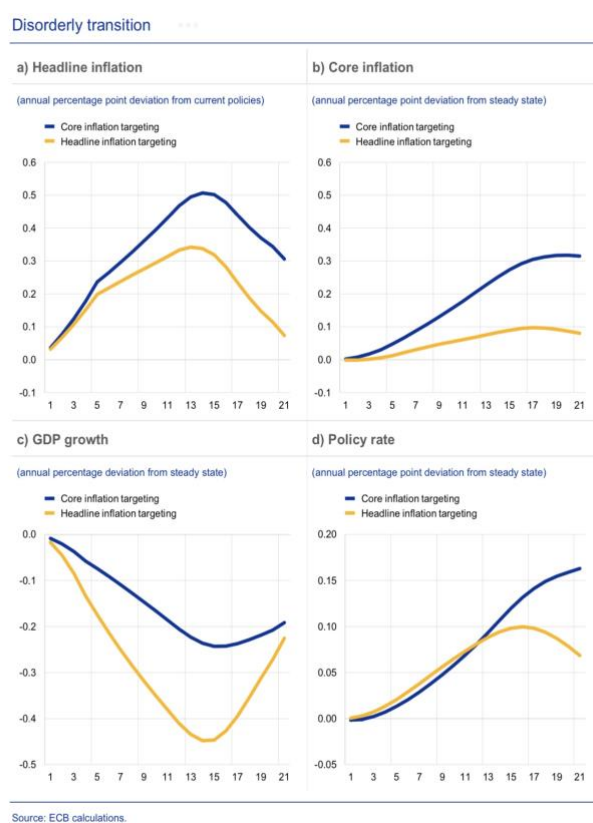 Disorderly transition
a) Headline inflation
(annual percentage point deviation from current policies)
Core inflation targeting
Headline inflation targeting
0.6
0.5
0.4
0.3
0.2
0.1
0.0
-0.1
1 3 5 7 9 11 13 15 17 19 21
b) Core inflation
(annual percentage point deviation from steady state)
Core inflation targeting
Headline inflation targeting
0.6
0.5
0.4
0.3
0.2
0.1
0.0
-0.1
1 3 5 7 9 11 13 15 17 19 21
c) GDP growth
(annual percentage deviation from steady state)
Core inflation targeting
Headline inflation targeting
0.0
-0.1
-0.2
-0.3
-0.4
-0.5
1 3 5 7 9 11 13 15 17 19 21
d) Policy rate
(annual percentage point deviation from steady state)
Core inflation targeting
Headline inflation targeting
0.20
0.15
0.10
0.05
0.00
-0.05
1 3 5 7 9 11 13 15 17 19 21
Source: ECB calculations.